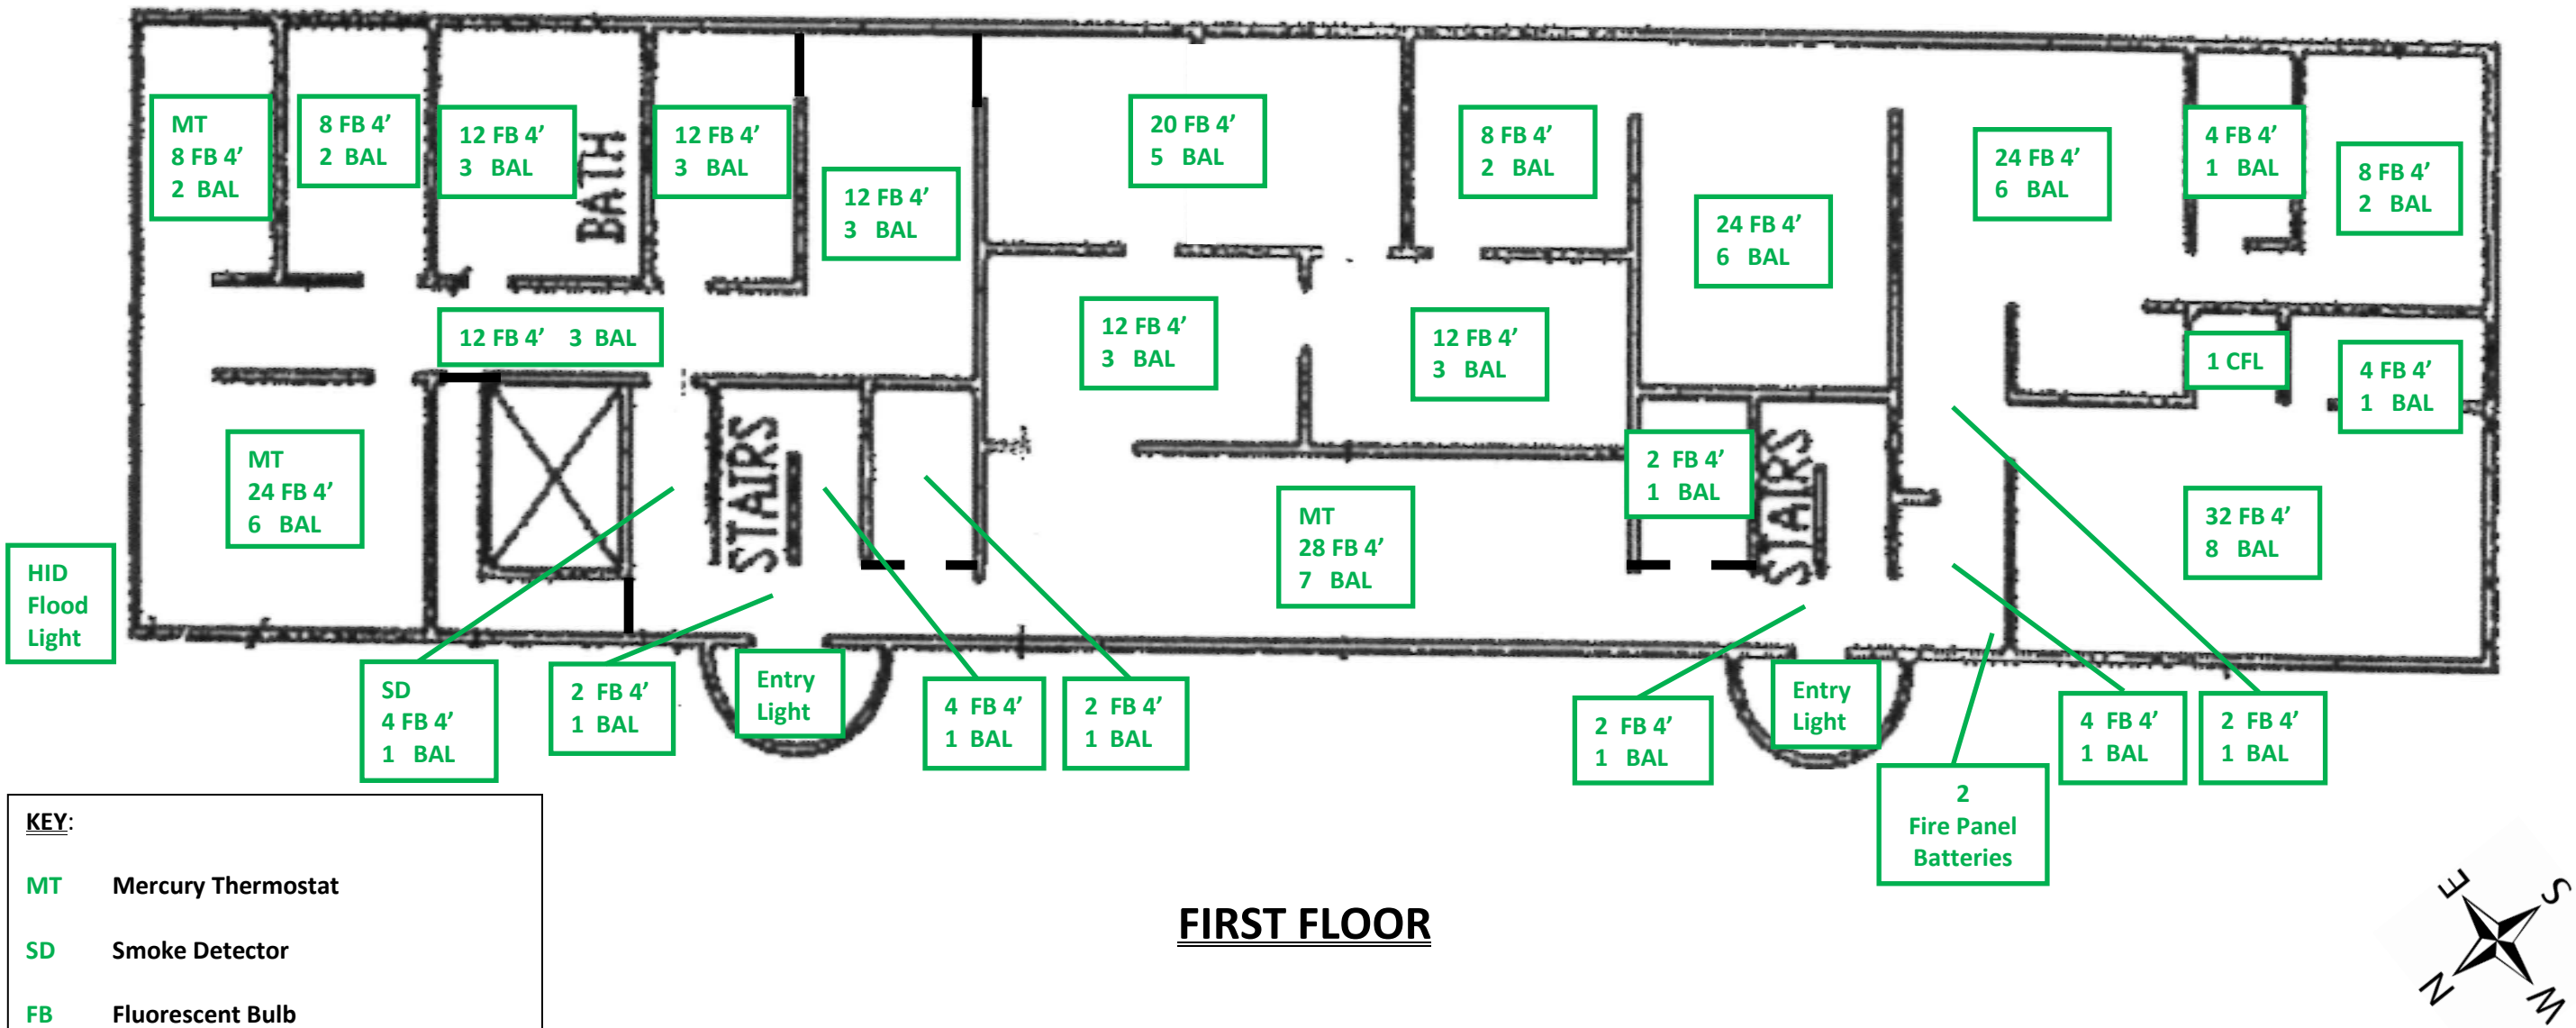 MT
8 FB 4’
2 BAL
8 FB 4’
2 BAL
12 FB 4’
3 BAL
BATH
12 FB 4’
3 BAL
12 FB 4’
3 BAL
20 FB 4’
5 BAL
8 FB 4’
2 BAL
24 FB 4’
6 BAL
24 FB 4’
6 BAL
4 FB 4’
1 BAL
8 FB 4’
2 BAL
12 FB 4’ 3 BAL
12 FB 4’
3 BAL
12 FB 4’
3 BAL
1 CFL
4 FB 4’
1 BAL
MT
24 FB 4’
6 BAL
STAIRS
MT
28 FB 4’
7 BAL
2 FB 4’
1 BAL
STAIRS
32 FB 4’
8 BAL
HID
Flood
Light
SD
4 FB 4’
1 BAL
2 FB 4’
1 BAL
Entry
Light
4 FB 4’
1 BAL
2 FB 4’
1 BAL
2 FB 4’
1 BAL
Entry
Light
2
Fire Panel
Batteries
4 FB 4’
1 BAL
2 FB 4’
1 BAL
KEY:
MT Mercury Thermostat
SD Smoke Detector
FB Fluorescent Bulb
FIRST FLOOR
E
S
N
W